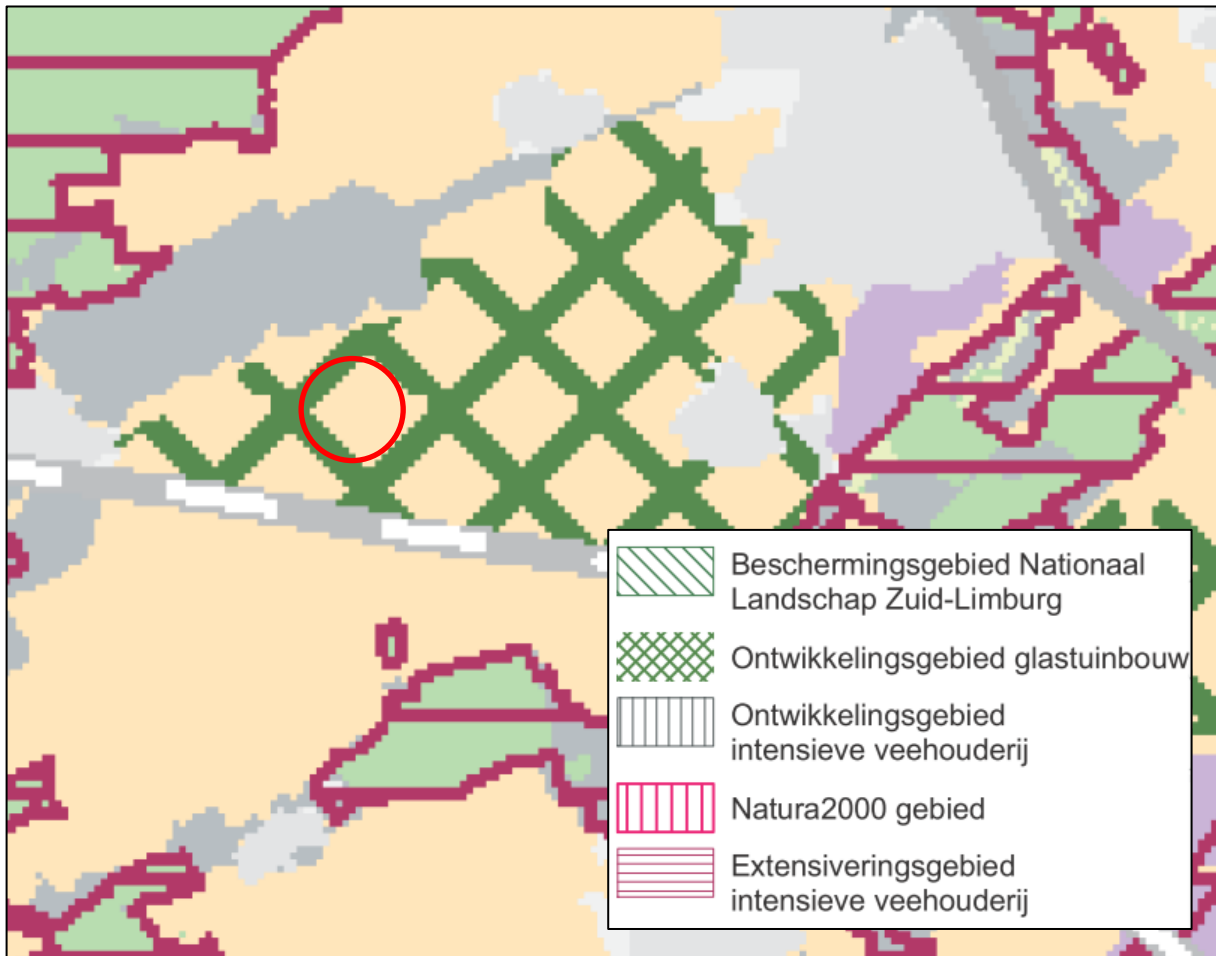 Beschermingsgebied Nationaal
Landschap Zuid-Limburg
Ontwikkelingsgebied glastuinbouw
Ontwikkelingsgebied
intensieve veehouderij
Natura2000 gebied
Extensiveringsgebied
intensieve veehouderij